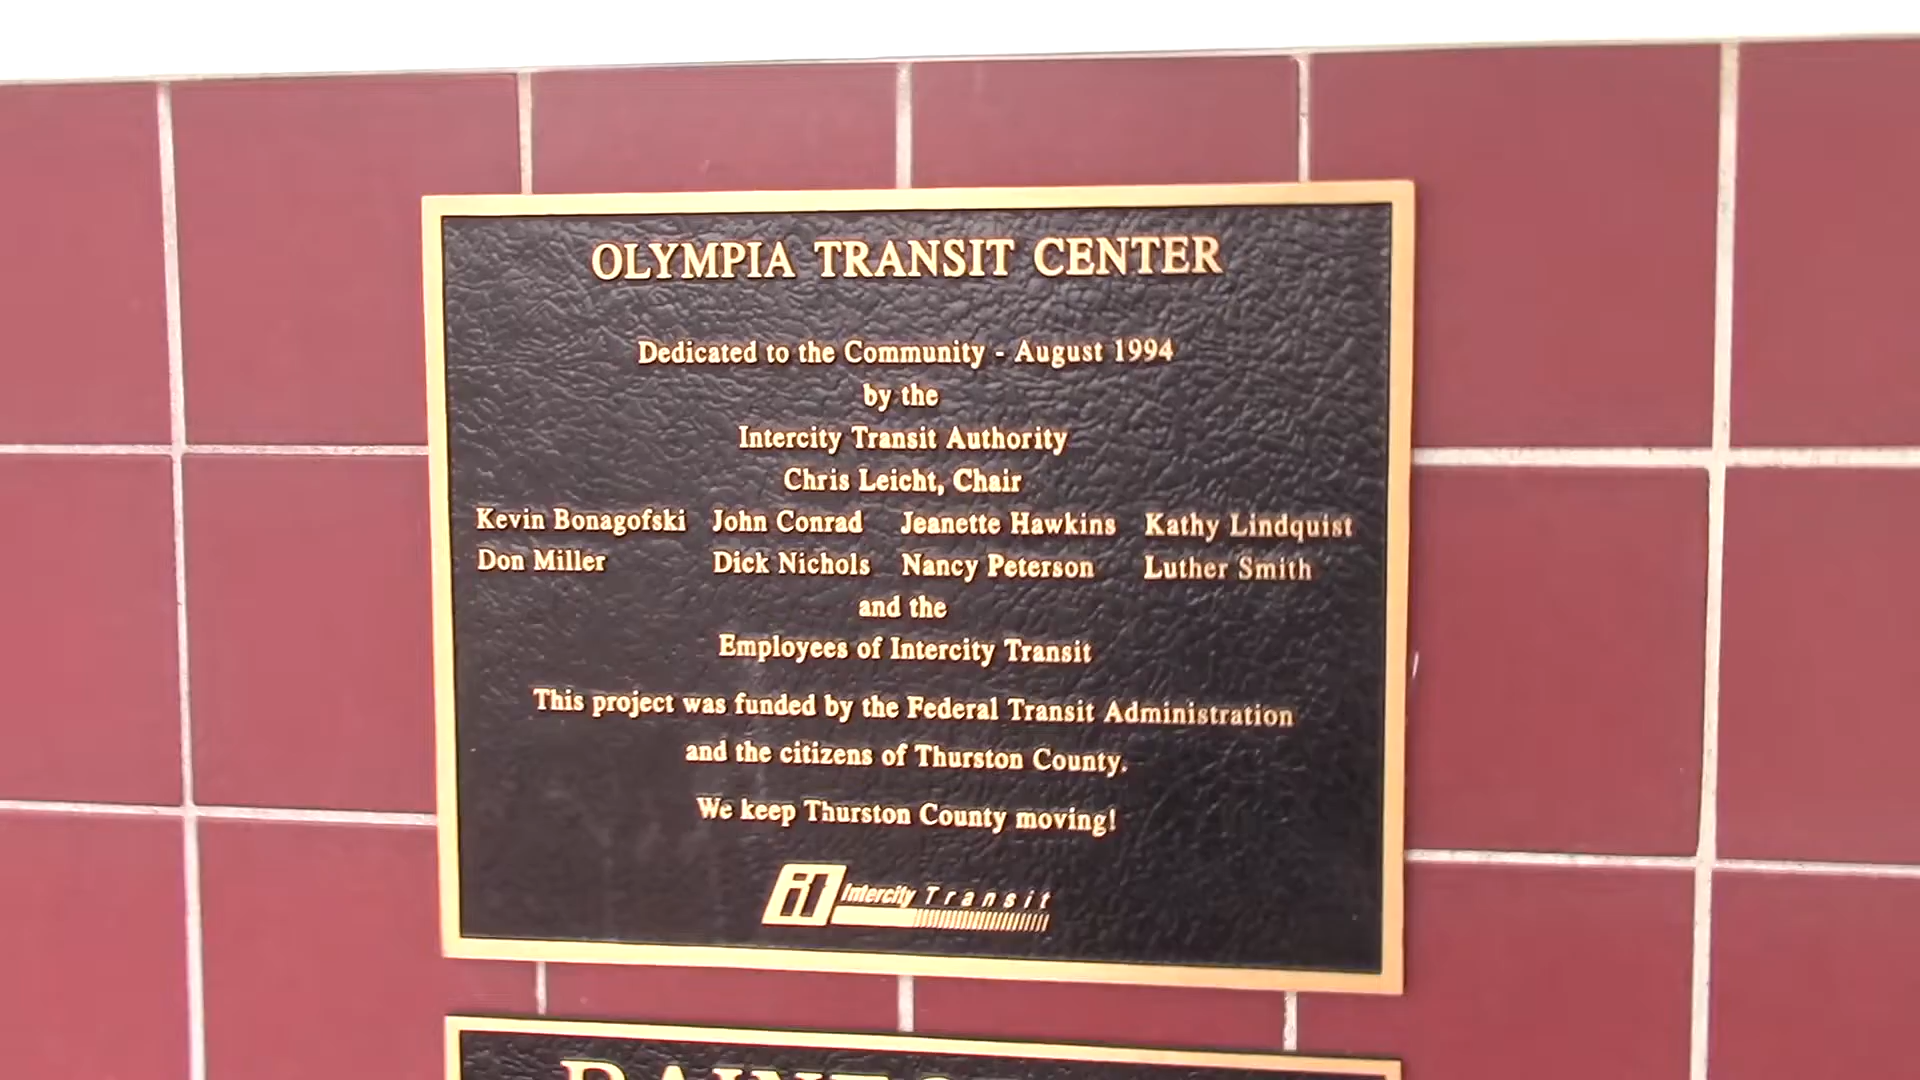 OLYMPIA TRANSIT CENTER
Dedicated to the Community - August 1994
by the
Intercity Transit Authority
Chris Leicht, Chair
Kevin Bonagofski John Conrad Jeanette Hawkins Kathy Lindquist
Don Miller Dick Nichols Nancy Peterson Luther Smith
and the
Employees of Intercity Transit
This project was funded by the Federal Transit Administration
and the citizens of Thurston County.
We keep Thurston County moving!
iT Intercity Transit